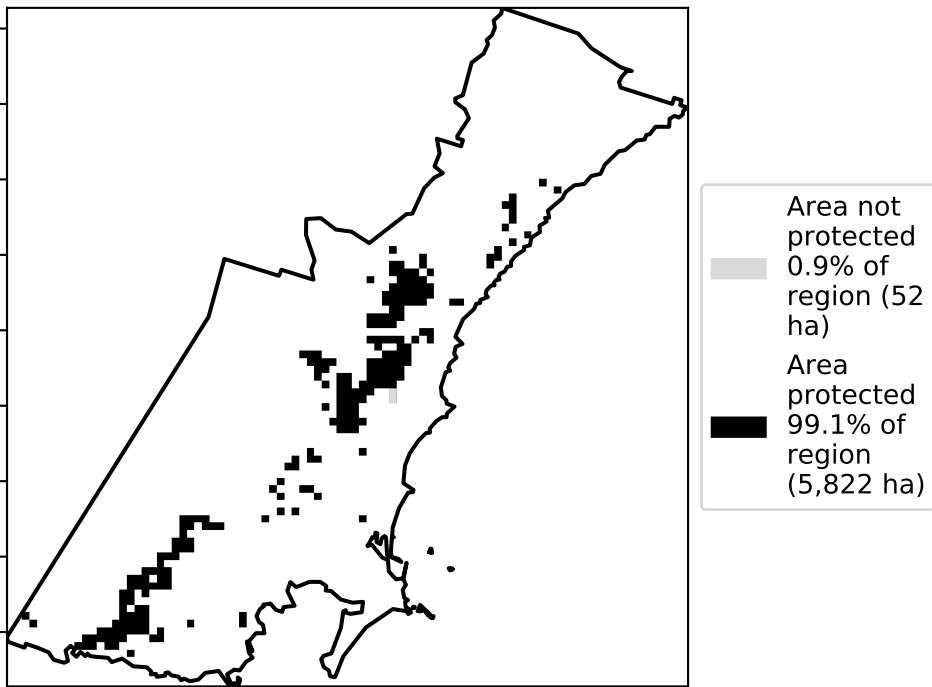 Area not
protected
0.9% of
region (52
ha)
Area
protected
99.1% of
region
(5,822 ha)